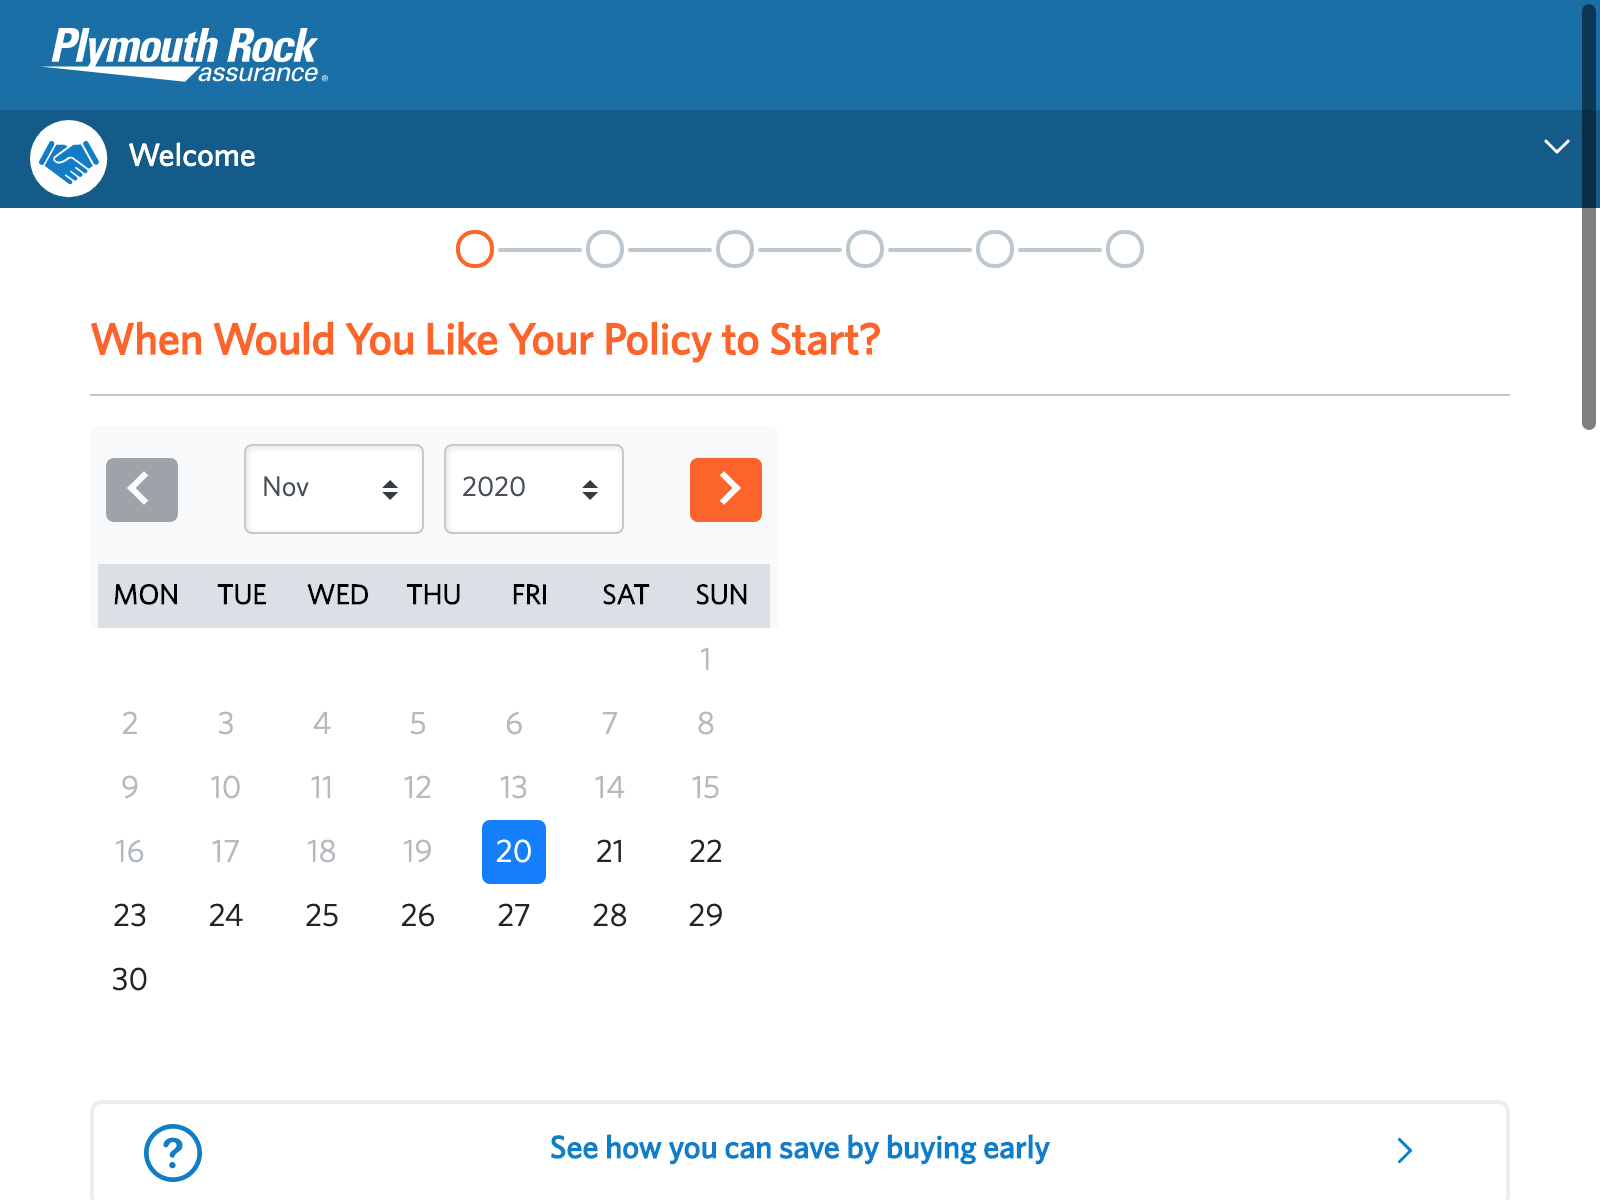 Plymouth Rock
assurance®
Welcome
When Would You Like Your Policy to Start?
Nov 2020
MON TUE WED THU FRI SAT SUN
1
2 3 4 5 6 7 8
9 10 11 12 13 14 15
16 17 18 19 20 21 22
23 24 25 26 27 28 29
30
? See how you can save by buying early